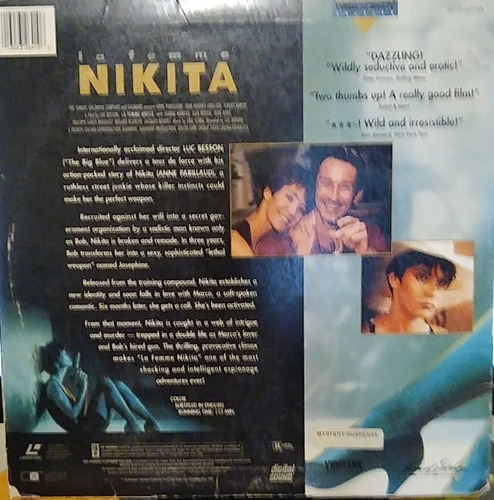 WIDESCREEN
la femme
NIKITA
"DAZZLING!
"Wildly seductive and erotic!"
"Two thumbs up! A really good film!"
! Wild and irresistible!"
Internationally acclaimed director LUC BESSON
("The Big Blue") delivers a tour de force with his
action-packed story of Nikita (ANNE PARILLAUD), a
ruthless street junkie whose killer instincts could
make her the perfect weapon.
Recruited against her will into a secret gov-
ernment organization by a sadistic man known only
as Bob, Nikita is broken and remade. In three years,
Bob transforms her into a sexy, sophisticated "lethal
weapon" named Josephine.
Released from the training compound, Nikita establishes a
new identity and soon falls in love with Marco, a soft-spoken
romantic. Six months later, she gets a call. She's been activated.
From that moment, Nikita is caught in a web of intrigue
and murder — trapped in a double life as Marco's lover
and Bob's hired gun. The thrilling, provocative climax
makes "la Femme Nikita" one of the most
shocking and intelligent espionage
adventures ever!
COLOR
SUBTITLED IN ENGLISH
RUNNING TIME: 117 MIN.
MYSTERY/SUSPENSE
digital
SOUND
VIDMARK